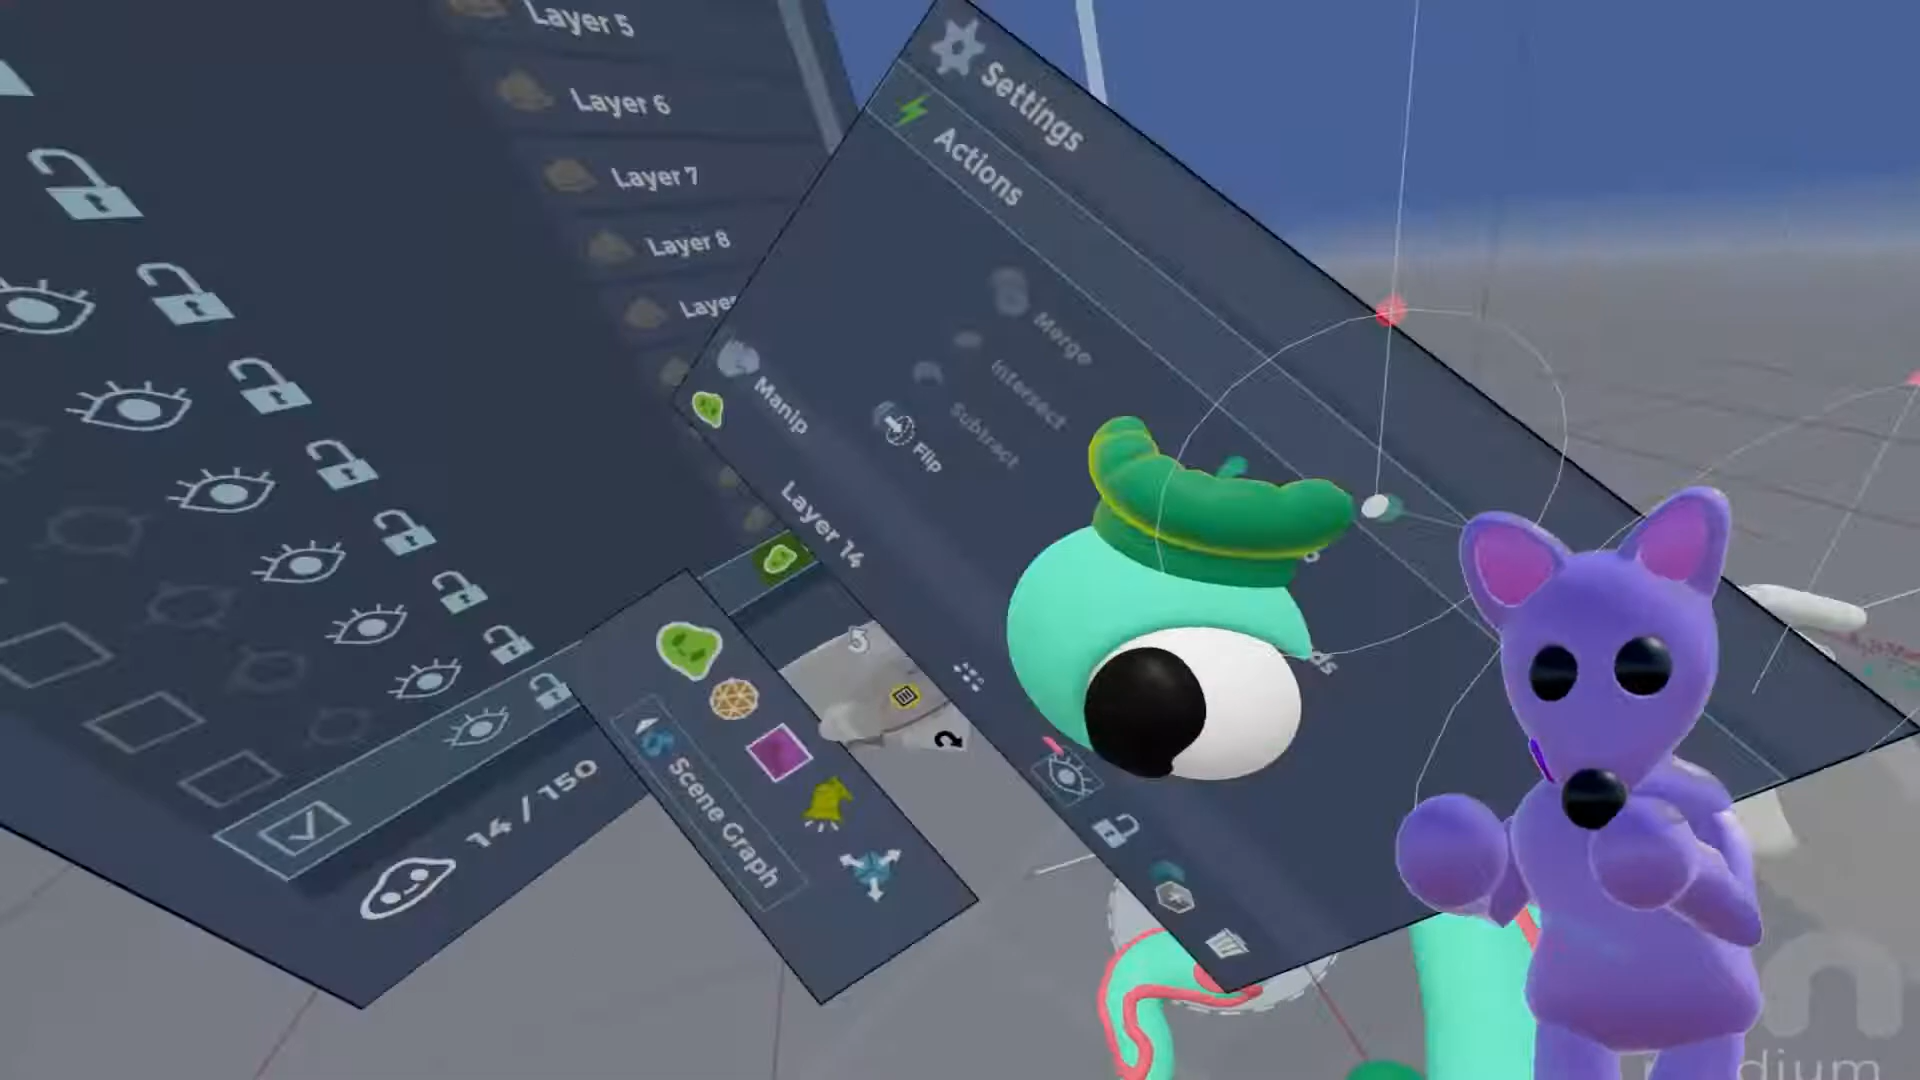 Layer 5
Layer 6
Layer 7
Layer 8
Settings
Actions
Merge
Intersect
Subtract
Flip
Manip
Layer 14
5
14 / 150
Scene Graph